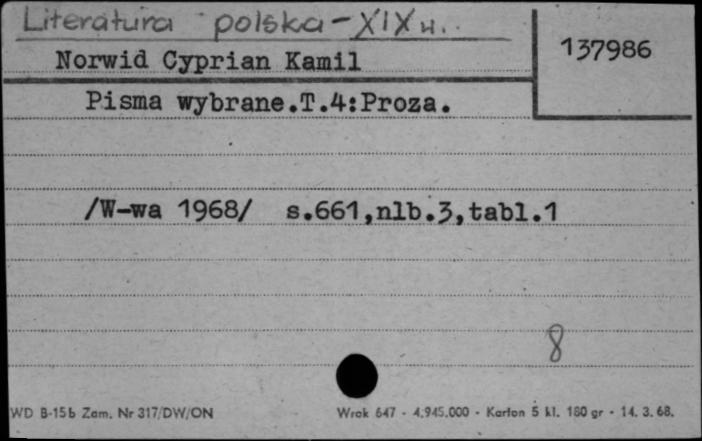 Literatura polska - XIX w.
137986
Norwid Cyprian Kamil
Pisma wybrane.T.4:Proza.
/W-wa 1968/ s.661,nlb.3,tabl.1
8
WD B-15b Zam. Nr 317/DW/ON Wrok 647 - 4.945.000 - Karton 5 kl. 180 gr - 14. 3. 68.